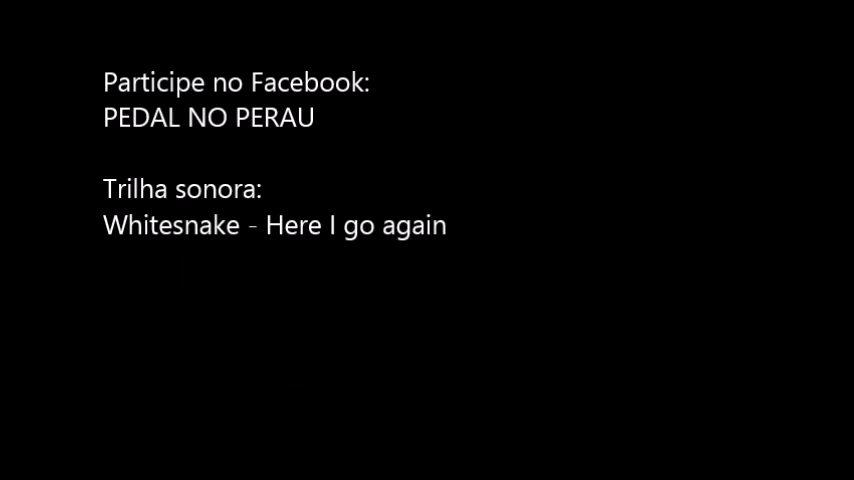 Participe no Facebook:
PEDAL NO PERAU
Trilha sonora:
Whitesnake - Here I go again